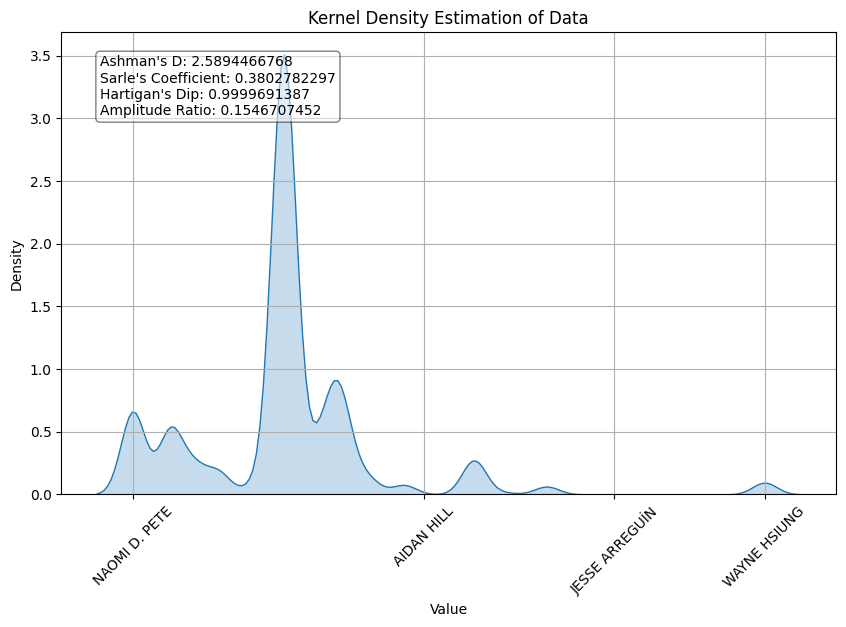 Kernel Density Estimation of Data
Ashman's D: 2.5894466768
Sarle's Coefficient: 0.3802782297
Hartigan's Dip: 0.9999691387
Amplitude Ratio: 0.1546707452
3.5
3.0
2.5
2.0
1.5
1.0
0.5
0.0
Density
NAOMI D. PETE
AIDAN HILL
JESSE ARREGUÍN
WAYNE HSIUNG
Value